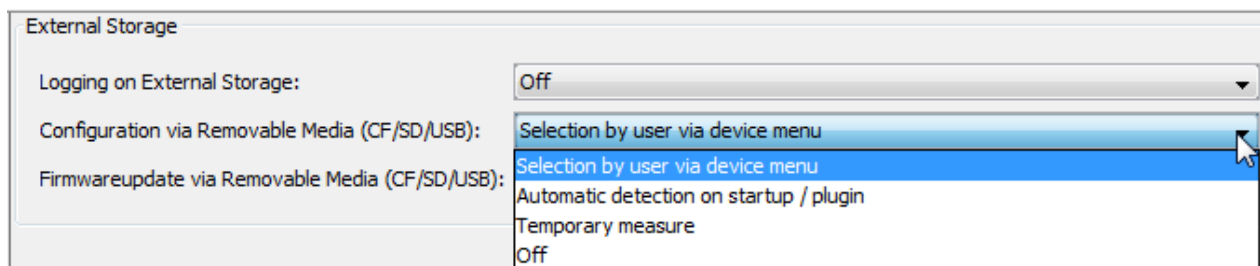 External Storage
Logging on External Storage: Off
Configuration via Removable Media (CF/SD/USB): Selection by user via device menu
Selection by user via device menu
Firmwareupdate via Removable Media (CF/SD/USB):
Automatic detection on startup / plugin
Temporary measure
Off